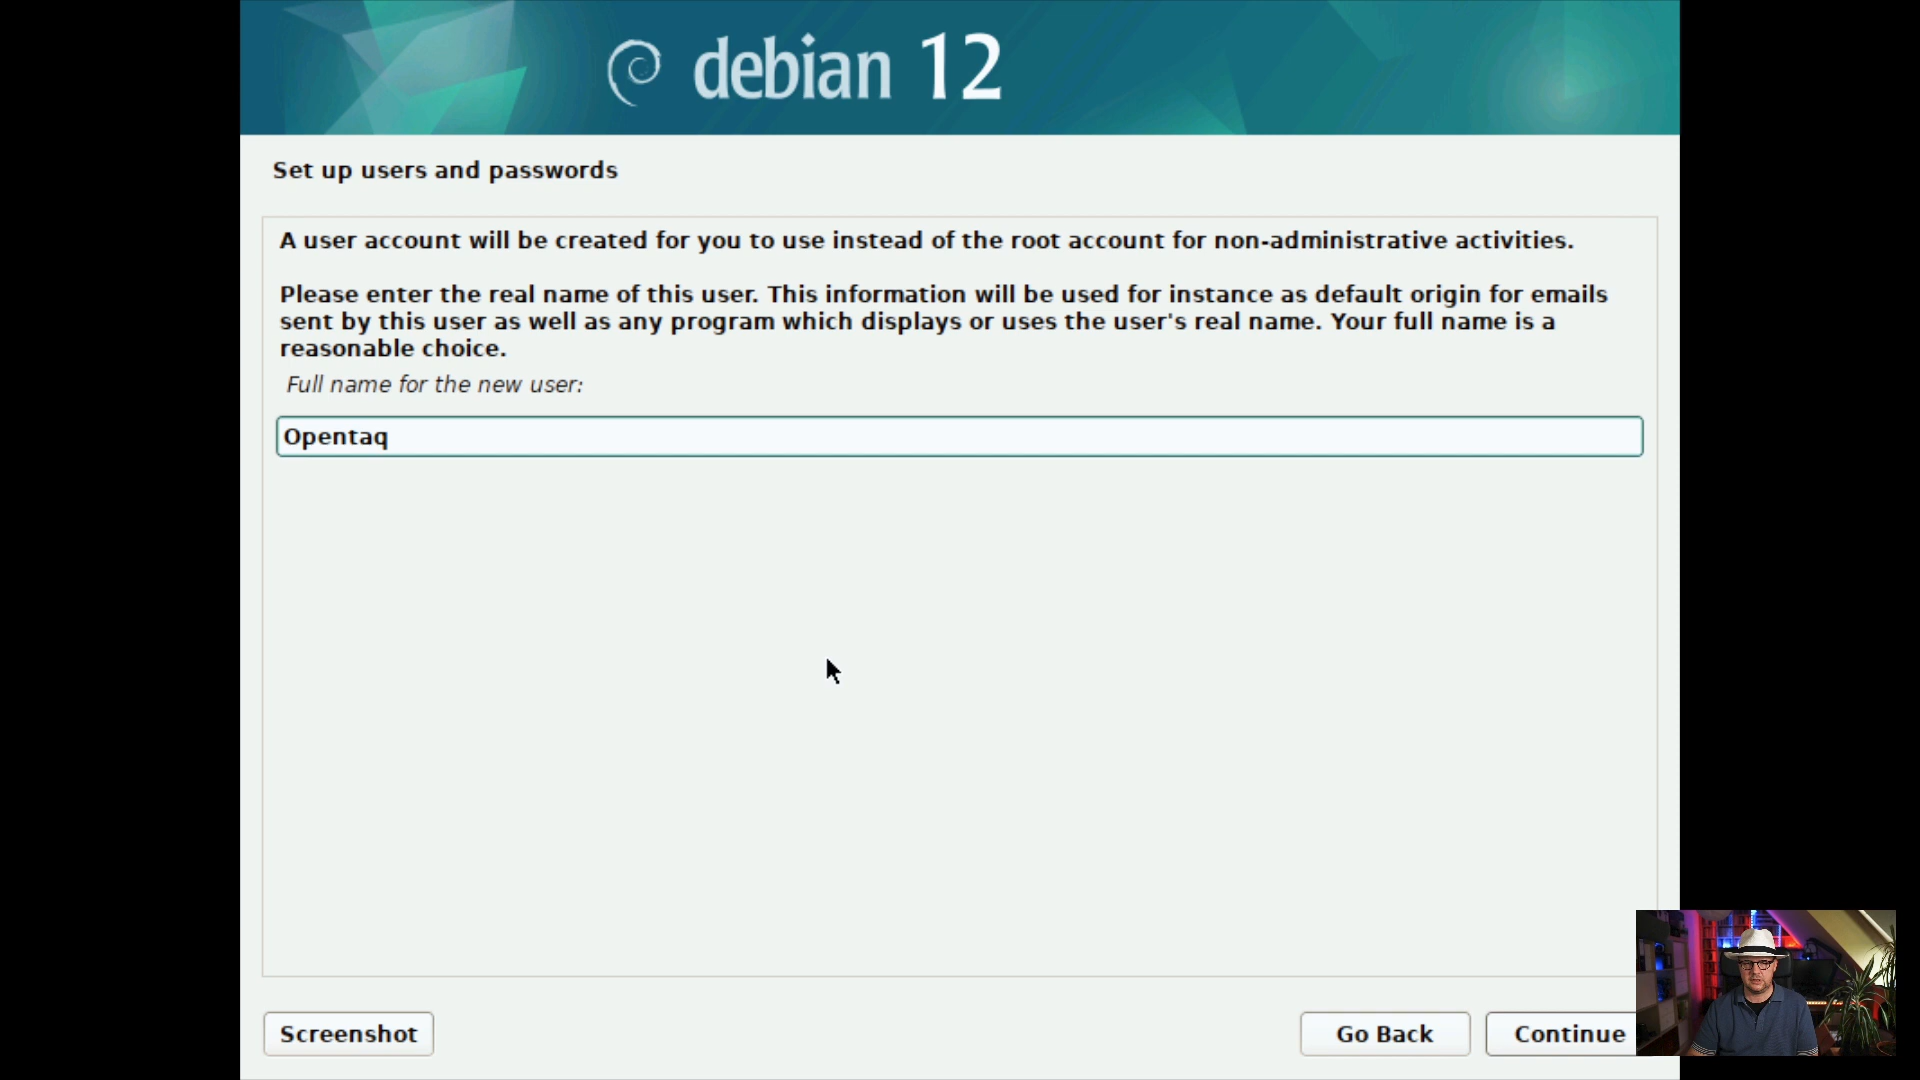 debian 12
Set up users and passwords
A user account will be created for you to use instead of the root account for non-administrative activities.
Please enter the real name of this user. This information will be used for instance as default origin for emails
sent by this user as well as any program which displays or uses the user's real name. Your full name is a
reasonable choice.
Full name for the new user:
Opentaq
Screenshot
Go Back
Continue